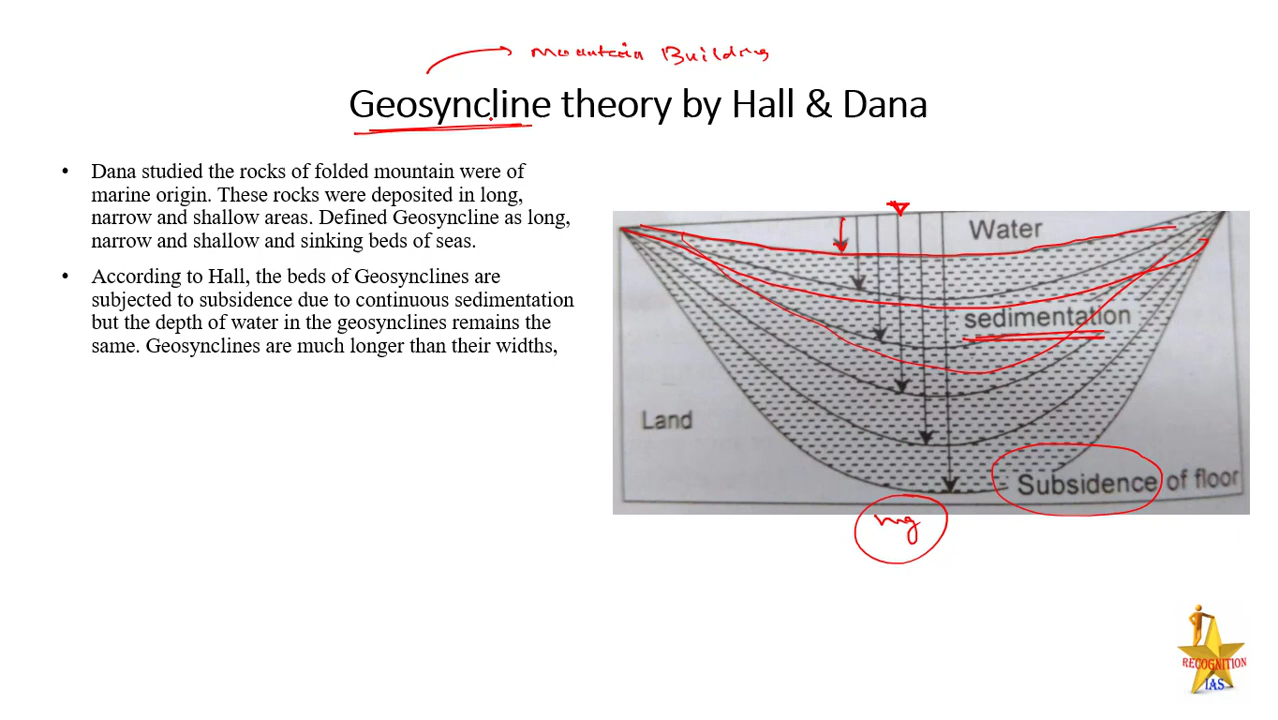 Mountain Building
Geosyncline theory by Hall & Dana
• Dana studied the rocks of folded mountain were of
marine origin. These rocks were deposited in long,
narrow and shallow areas. Defined Geosyncline as long,
narrow and shallow and sinking beds of seas.
• According to Hall, the beds of Geosynclines are
subjected to subsidence due to continuous sedimentation
but the depth of water in the geosynclines remains the
same. Geosynclines are much longer than their widths,
Water
sedimentation
Land
Subsidence of floor
mg
RECOGNITION
IAS